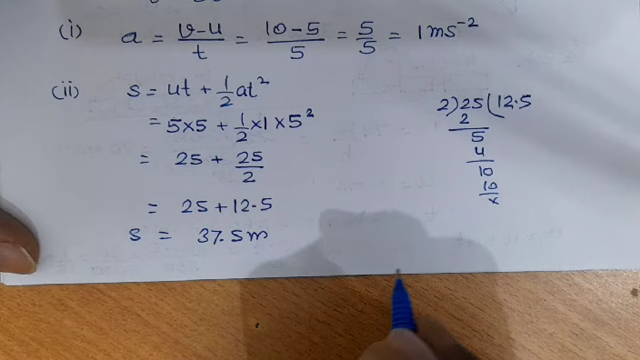 (i) a = v-u/t = 10-5/5 = 5/5 = 1ms⁻²
(ii) s = ut + 1/2 at²
= 5×5 + 1/2 ×1×5²
= 25 + 25/2
= 25 + 12.5
s = 37.5m
2)25(12.5
2
5
4
10
10
×